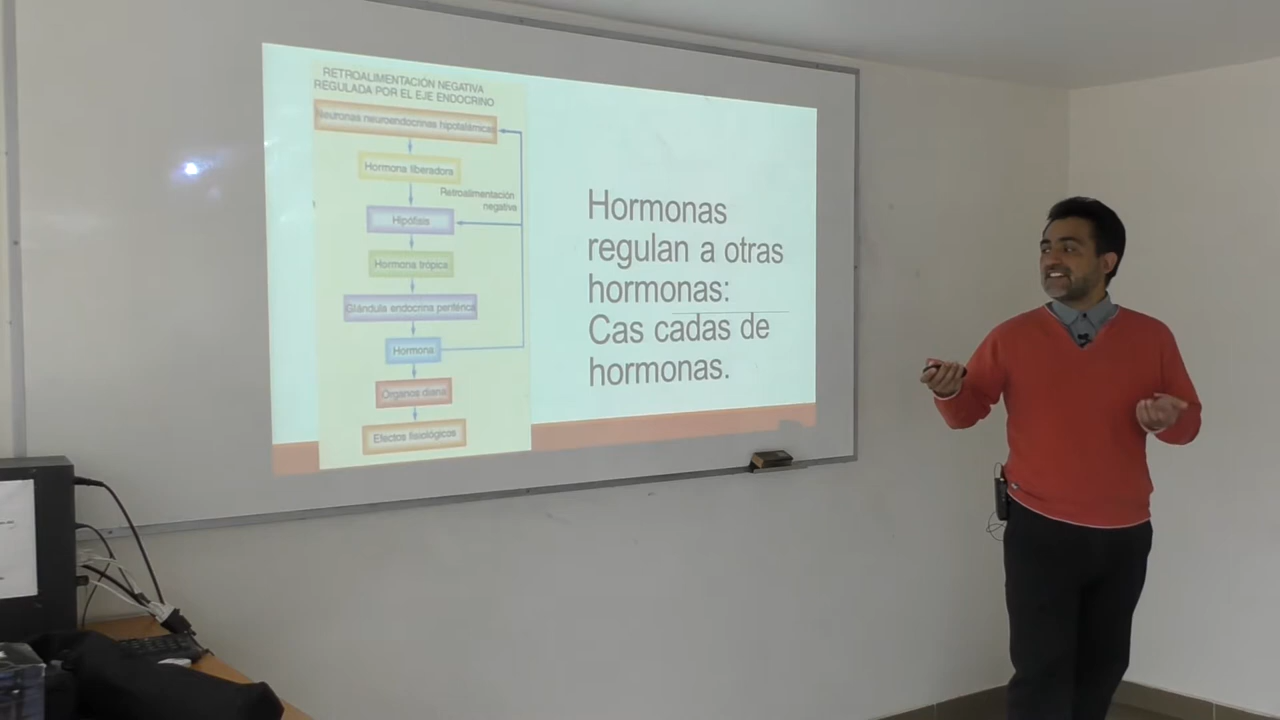 RETROALIMENTACIÓN NEGATIVA
REGULADA POR EL EJE ENDOCRINO
Neuronas neuroendocrinas hipotalámicas
Hormona liberadora
Retroalimentación
negativa
Hipófisis
Hormona trópica
Glándula endocrina periférica
Hormona
Órganos diana
Efectos fisiológicos
Hormonas
regulan a otras
hormonas:
Cas cadas de
hormonas.